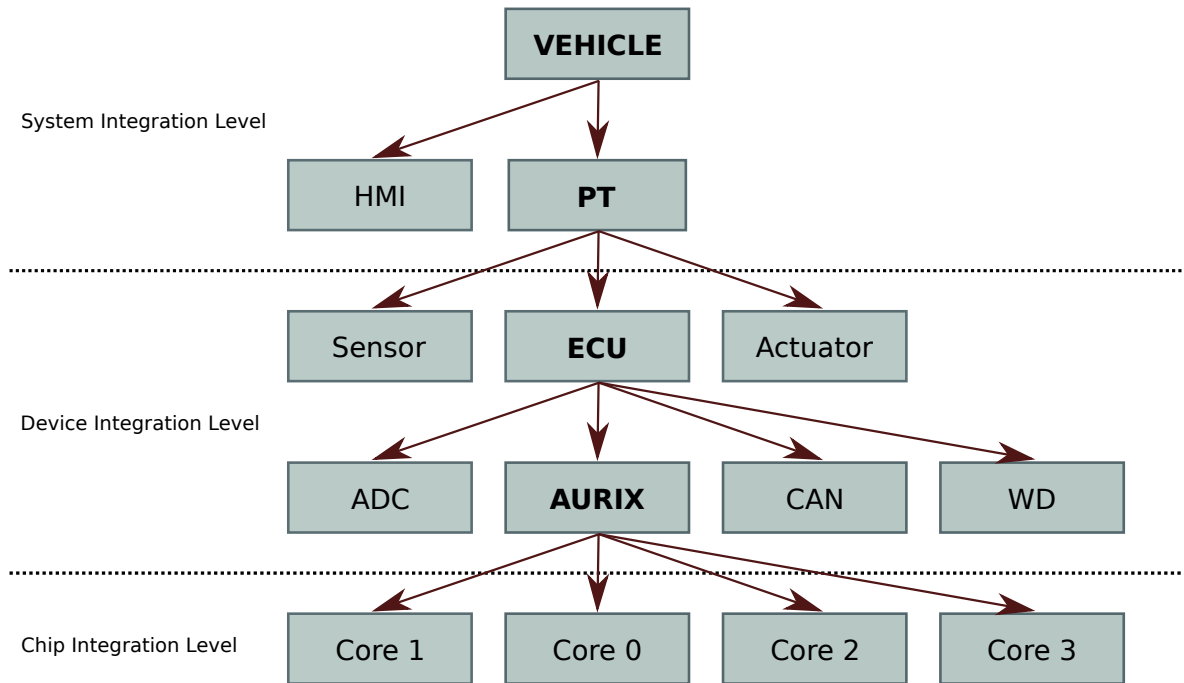 VEHICLE
System Integration Level
HMI
PT
Sensor
ECU
Actuator
Device Integration Level
ADC
AURIX
CAN
WD
Chip Integration Level
Core 1
Core 0
Core 2
Core 3